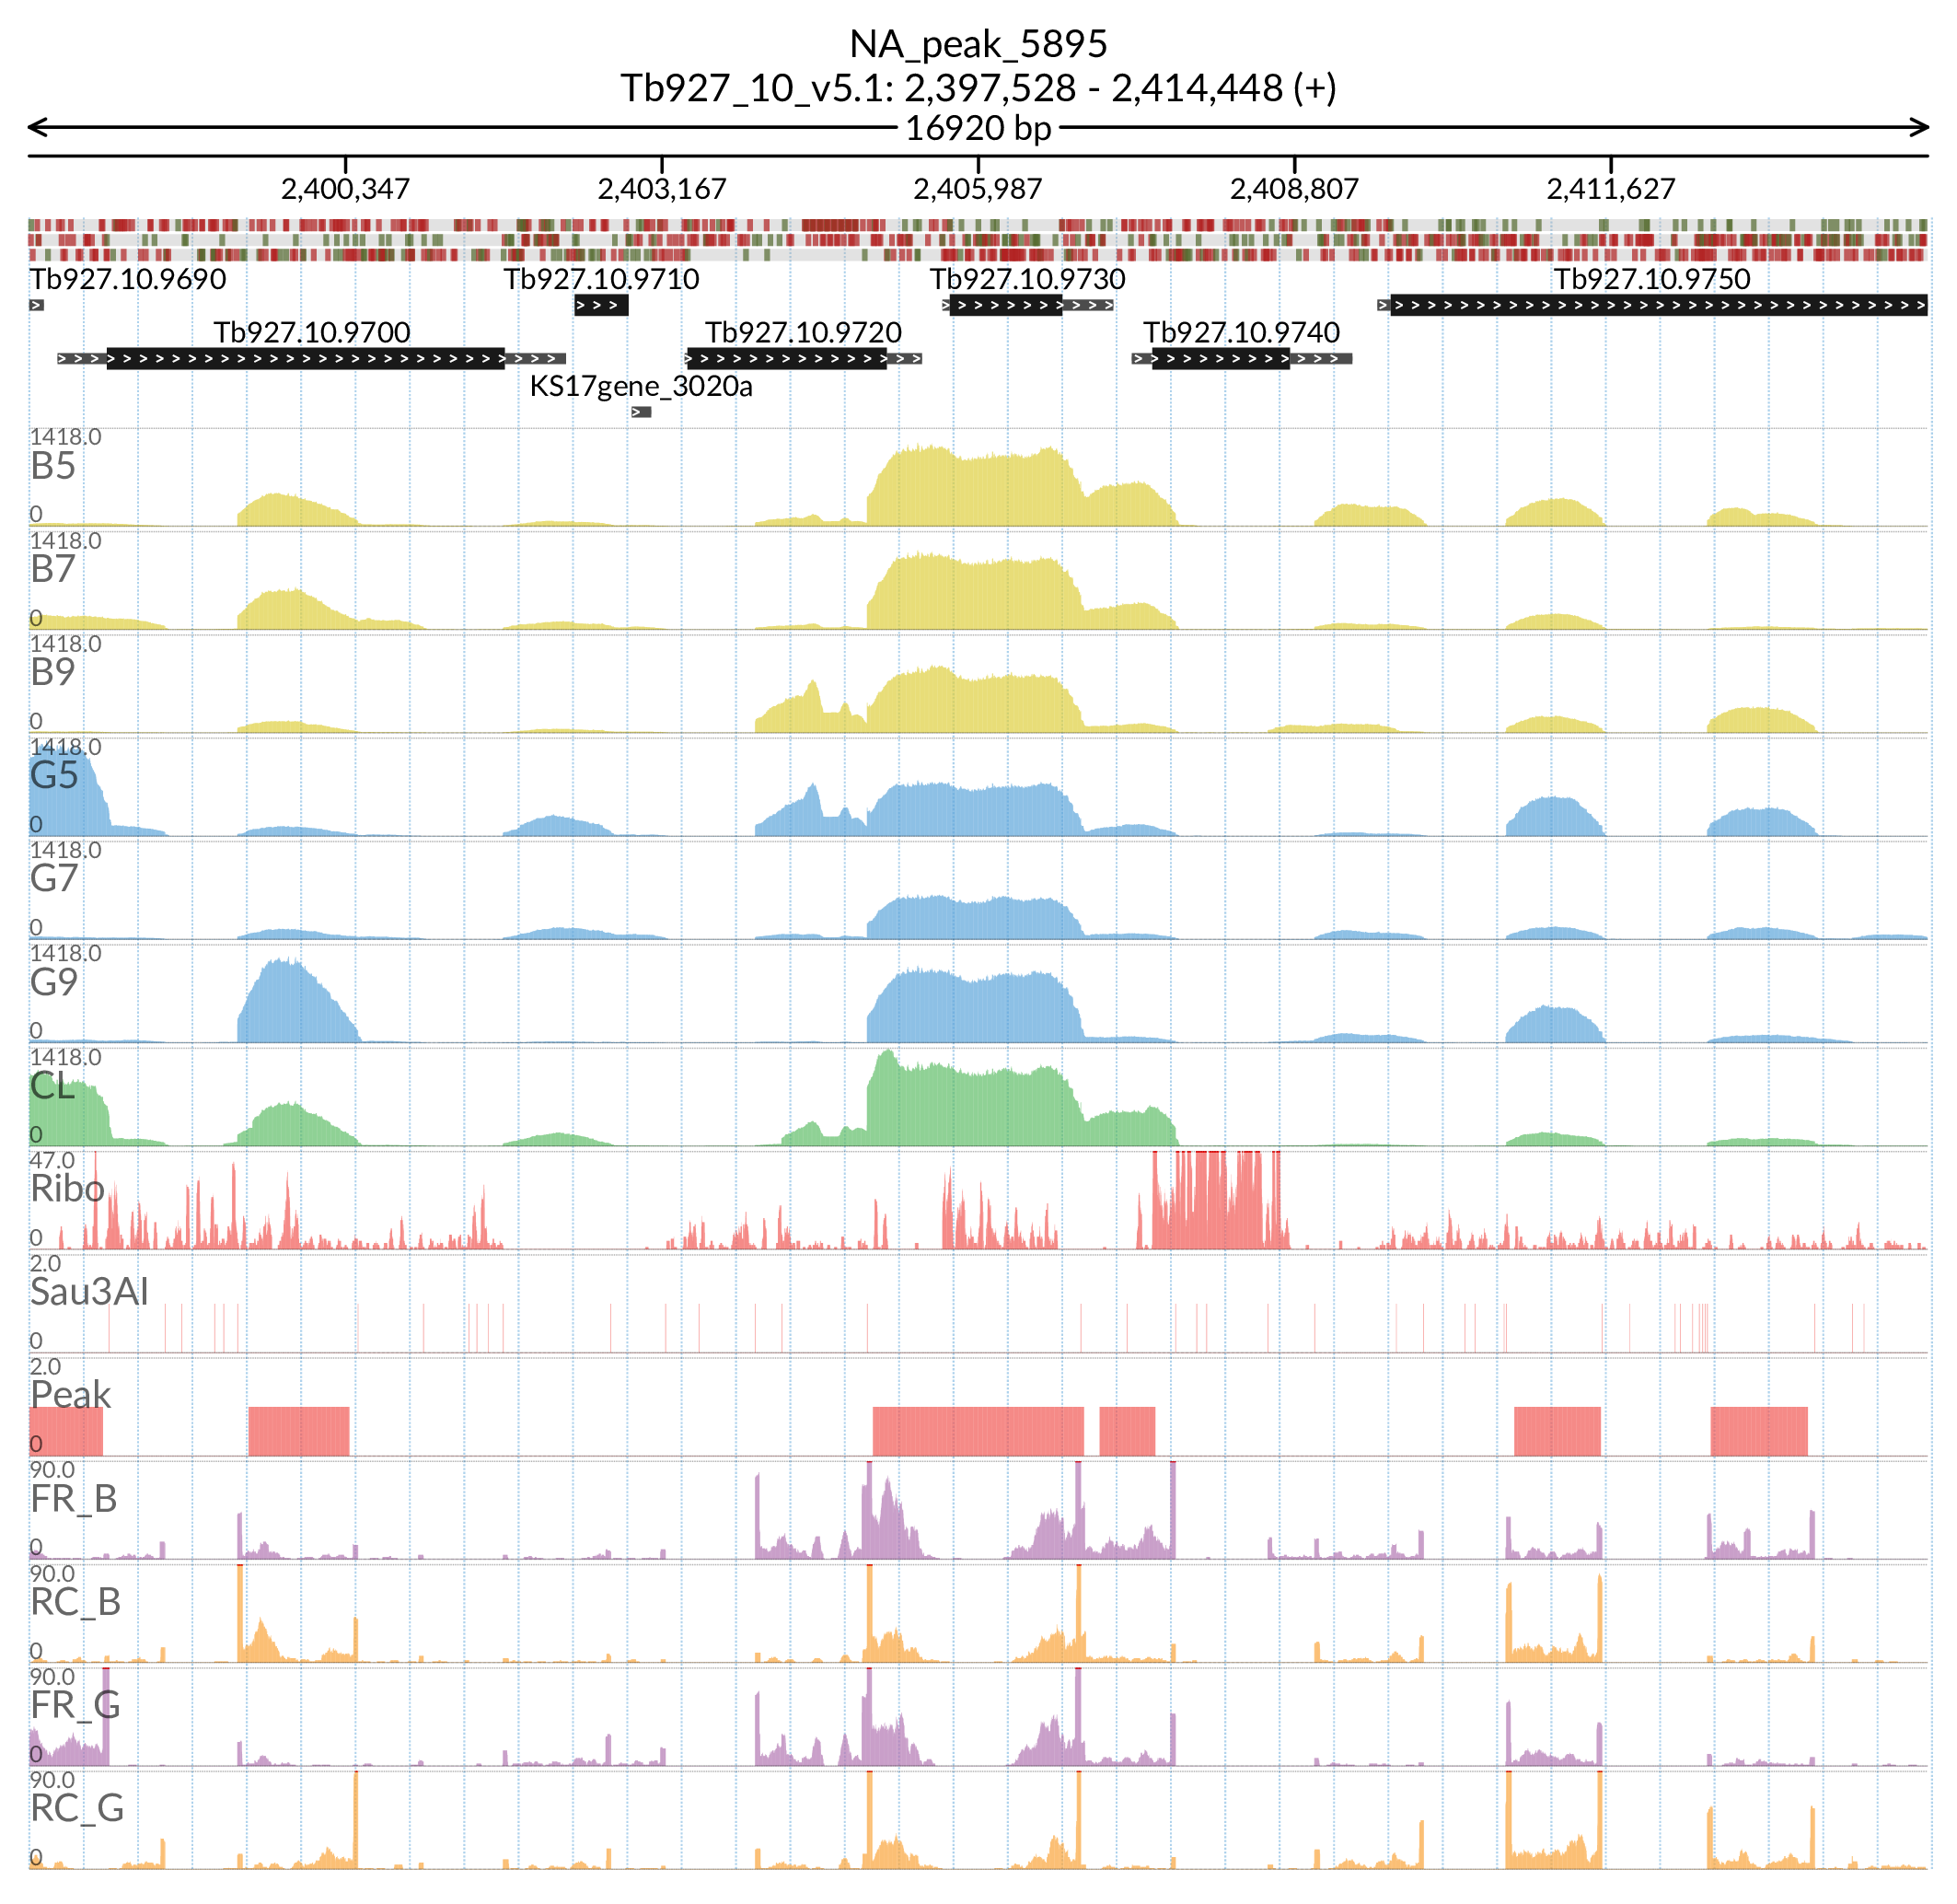 NA_peak_5895
Tb927_10_v5.1: 2,397,528 - 2,414,448 (+)
16920 bp
2,400,347 2,403,167 2,405,987 2,408,807 2,411,627
Tb927.10.9690 Tb927.10.9710 Tb927.10.9730 Tb927.10.9750
Tb927.10.9700 Tb927.10.9720 Tb927.10.9740
KS17gene_3020a
1418.0
B5
0
1418.0
B7
0
1418.0
B9
0
1418.0
G5
0
1418.0
G7
0
1418.0
G9
0
1418.0
CL
0
47.0
Ribo
0
2.0
Sau3AI
0
2.0
Peak
0
90.0
FR_B
0
90.0
RC_B
0
90.0
FR_G
0
90.0
RC_G
0